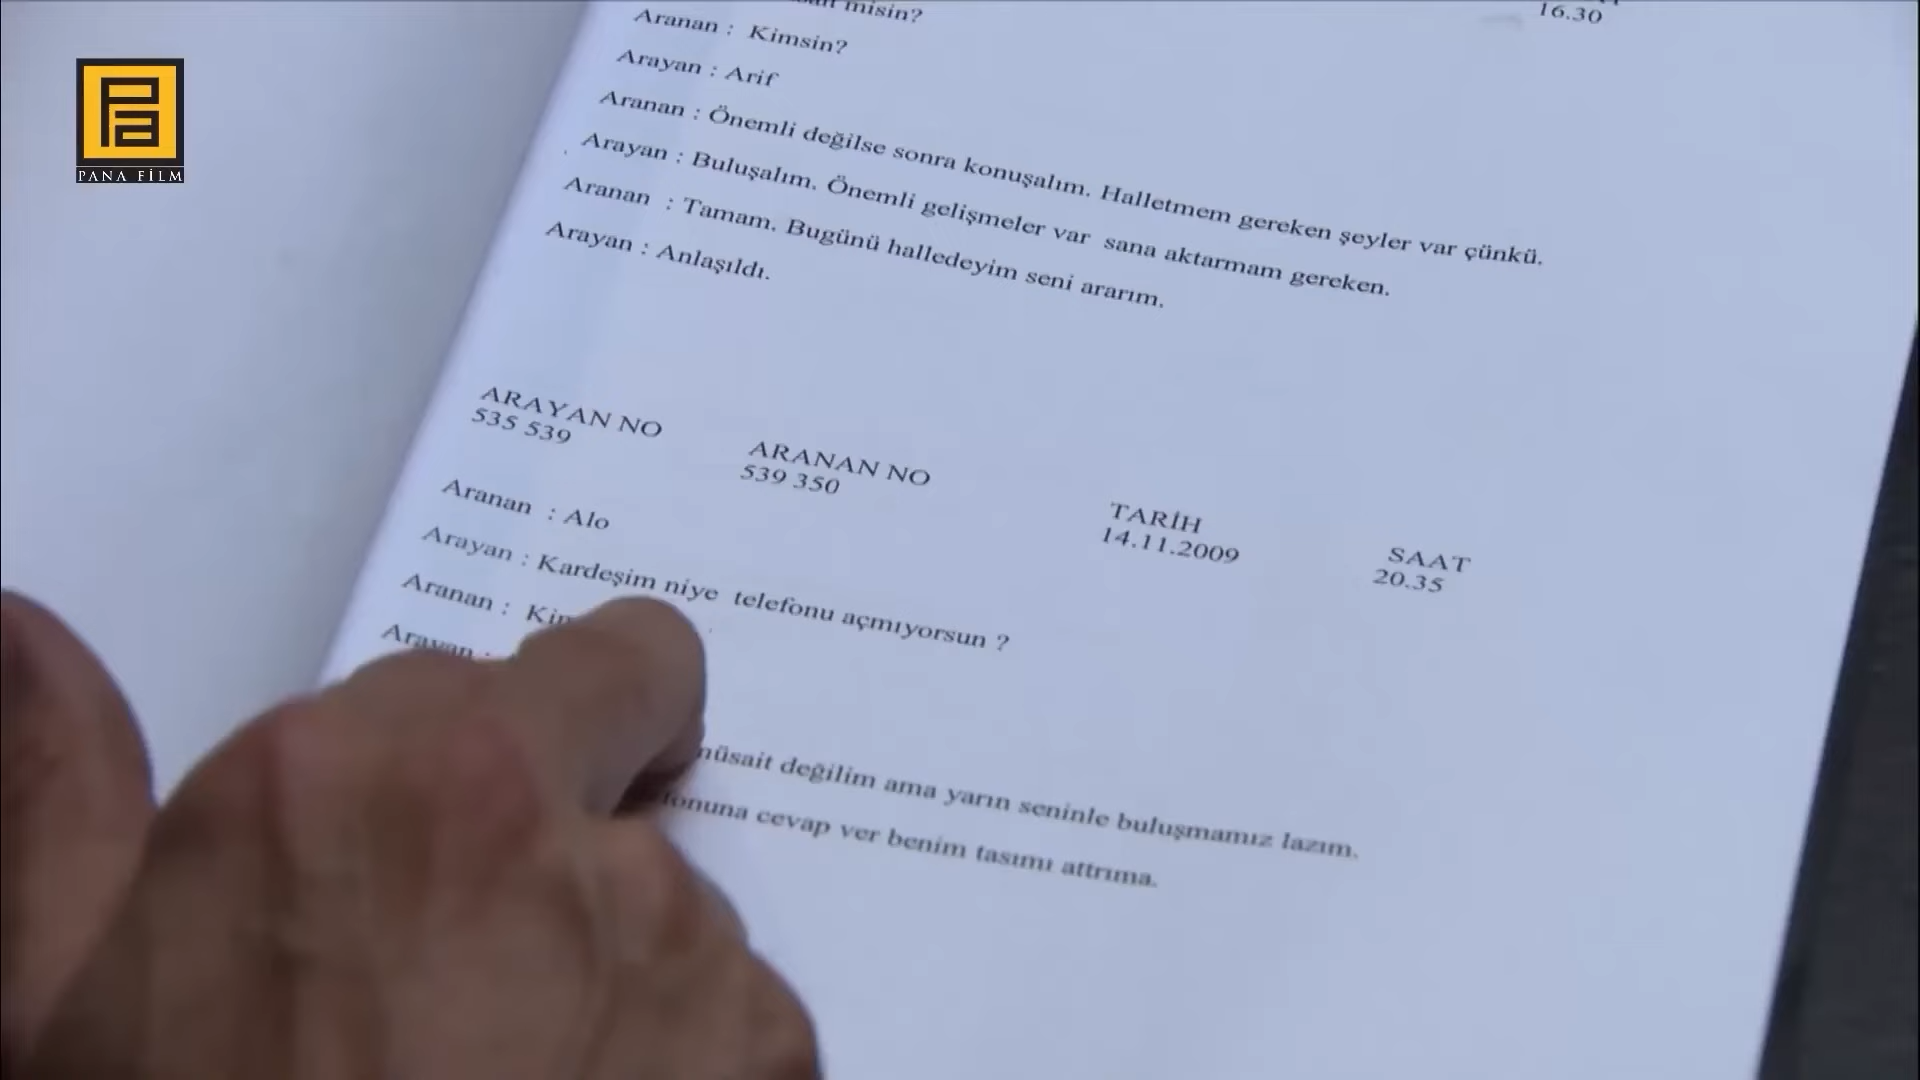 misin?
16.30
Aranan : Kimsin?
Arayan : Arif
Aranan : Önemli değilse sonra konuşalım. Halletmem gereken şeyler var çünkü.
Arayan : Buluşalım. Önemli gelişmeler var sana aktarmam gereken.
Aranan : Tamam. Bugünü halledeyim seni ararım.
Arayan : Anlaşıldı.
ARAYAN NO ARANAN NO TARİH SAAT
535 539 539 350 14.11.2009 20.35
Aranan : Alo
Arayan : Kardeşim niye telefonu açmıyorsun ?
Aranan :
Arayan :
değilim ama yarın seninle buluşmamız lazım.
cevap ver benim tasımı attrıma.
PANA FİLM